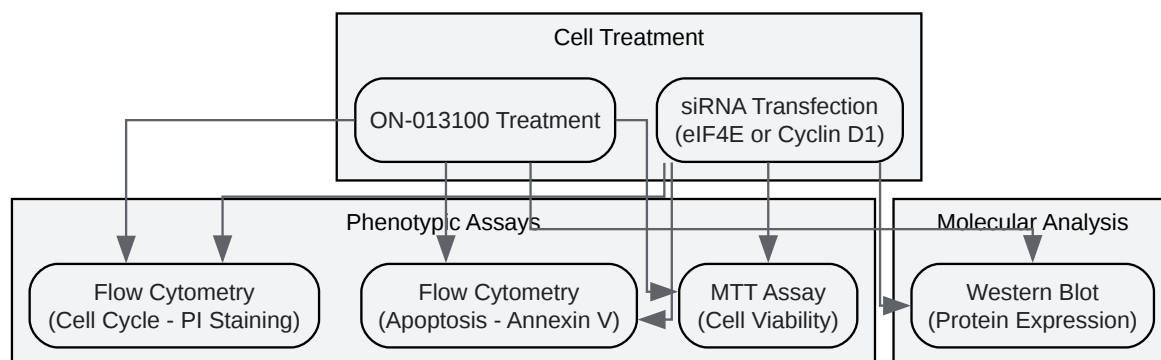 Cell Treatment
ON-013100 Treatment
siRNA Transfection
(eIF4E or Cyclin D1)
Phenotypic Assays
Molecular Analysis
Flow Cytometry
(Cell Cycle - PI Staining)
Flow Cytometry
(Apoptosis - Annexin V)
MTT Assay
(Cell Viability)
Western Blot
(Protein Expression)